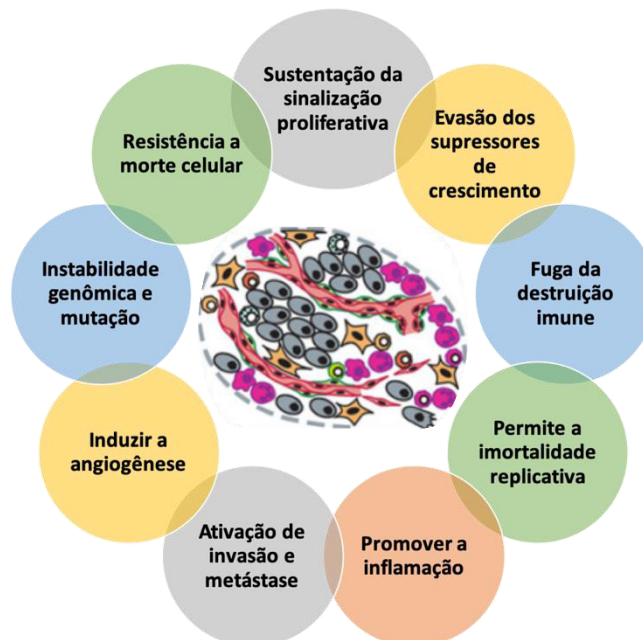 Sustentação da
sinalização
proliferativa
Evasão dos
supressores
de
crescimento
Fuga da
destruição
imune
Permite a
imortalidade
replicativa
Promover a
inflamação
Ativação de
invasão e
metástase
Induzir a
angiogênese
Instabilidade
genômica e
mutação
Resistência a
morte celular